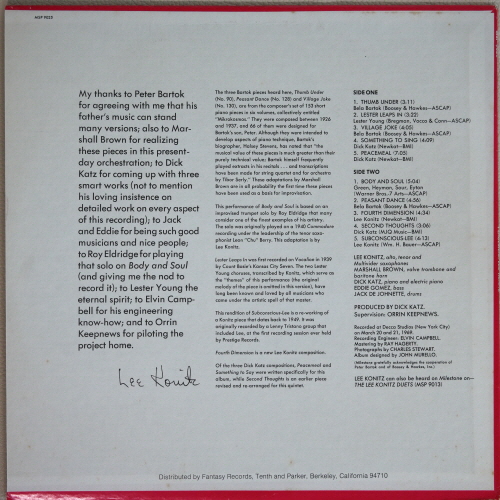 MSP 9025
My thanks to Peter Bartok
for agreeing with me that his
father's music can stand
many versions; also to Mar-
shall Brown for realizing
these pieces in this present-
day orchestration; to Dick
Katz for coming up with three
smart works (not to mention
his loving insistence on
detailed work on every aspect
of this recording); to Jack
and Eddie for being such good
musicians and nice people;
to Roy Eldridge for playing
that solo on Body and Soul
(and giving me the nod to
record it); to Lester Young the
eternal spirit; to Elvin Camp-
bell for his engineering
know-how; and to Orrin
Keepnews for piloting the
project home.
Lee Konitz
The three Bartok pieces heard here, Thumb Under
(No. 90), Peasant Dance (No. 128) and Village Joke
(No. 130), are from the composer's set of 153 short
piano pieces in six volumes, collectively entitled
"Mikrokosmos." They were composed between 1926
and 1937, and 66 of them were designed for
Bartok's son, Peter. Although they were intended to
develop aspects of piano technique, Bartok's
biographer, Halsey Stevens, has noted that "the
musical value of these pieces is much greater than their
purely technical value; Bartok himself frequently
played extracts in his recitals . . . and transcriptions
have been made for string quartet and for orchestra
by Tibor Serly." These adaptations by Marshall
Brown are in all probability the first time these pieces
have been used as a basis for improvisation.
This performance of Body and Soul is based on an
improvised trumpet solo by Roy Eldridge that many
consider one of the finest examples of his artistry.
The solo was originally played on a 1940 Commodore
recording under the leadership of the tenor saxo-
phonist Leon "Chu" Berry. This adaptation is by
Lee Konitz.
Lester Leaps In was first recorded on Vocalion in 1939
by Count Basie's Kansas City Seven. The two Lester
Young choruses, transcribed by Konitz, which serve as
the "theme" of this performance (the original
melody of the piece is omitted in this version), have
long been known and loved by all musicians who
came under the artistic spell of that master.
This rendition of Subconscious-Lee is a re-working of
a Konitz piece that dates back to 1949. It was
originally recorded by a Lenny Tristano group that
included Lee, at the first recording session ever held
by Prestige Records.
Fourth Dimension is a new Lee Konitz composition.
Of the three Dick Katz compositions, Peacemeal and
Something to Sing were written specifically for this
album, while Second Thoughts is an earlier piece
revised and re-arranged for this quintet.
SIDE ONE
1. THUMB UNDER (3:11)
Bela Bartok (Boosey & Hawkes—ASCAP)
2. LESTER LEAPS IN (3:22)
Lester Young (Bregman, Vocco & Conn—ASCAP)
3. VILLAGE JOKE (4:05)
Bela Bartok (Boosey & Hawkes—ASCAP)
4. SOMETHING TO SING (4:09)
Dick Katz (Newkat—BMI)
5. PEACEMEAL (7:05)
Dick Katz (Newkat—BMI)
SIDE TWO
1. BODY AND SOUL (5:04)
Green, Heyman, Sour, Eyton
(Warner Bros.-7 Arts—ASCAP)
2. PEASANT DANCE (4:56)
Bela Bartok (Boosey & Hawkes—ASCAP)
3. FOURTH DIMENSION (4:34)
Lee Konitz (Newkat—BMI)
4. SECOND THOUGHTS (3:06)
Dick Katz (MJQ Music—BMI)
5. SUBCONSCIOUS LEE (4:13)
Lee Konitz (Wm. H. Bauer—ASCAP)
LEE KONITZ, alto, tenor and
Multivider saxophones
MARSHALL BROWN, valve trombone and
baritone horn
DICK KATZ, piano and electric piano
EDDIE GOMEZ, bass
JACK DE JOHNETTE, drums
PRODUCED BY DICK KATZ.
Supervision: ORRIN KEEPNEWS.
Recorded at Decca Studios (New York City)
on March 20 and 21, 1969.
Recording Engineer: ELVIN CAMPBELL.
Mastering by RAY HAGERTY.
Photographs by CHARLES STEWART.
Album designed by JOHN MURELLO.
(Milestone gratefully acknowledges the cooperation of
Peter Bartok and of Boosey & Hawkes, Inc.)
LEE KONITZ can also be heard on Milestone on—
THE LEE KONITZ DUETS (MSP 9013)
Distributed by Fantasy Records, Tenth and Parker, Berkeley, California 94710